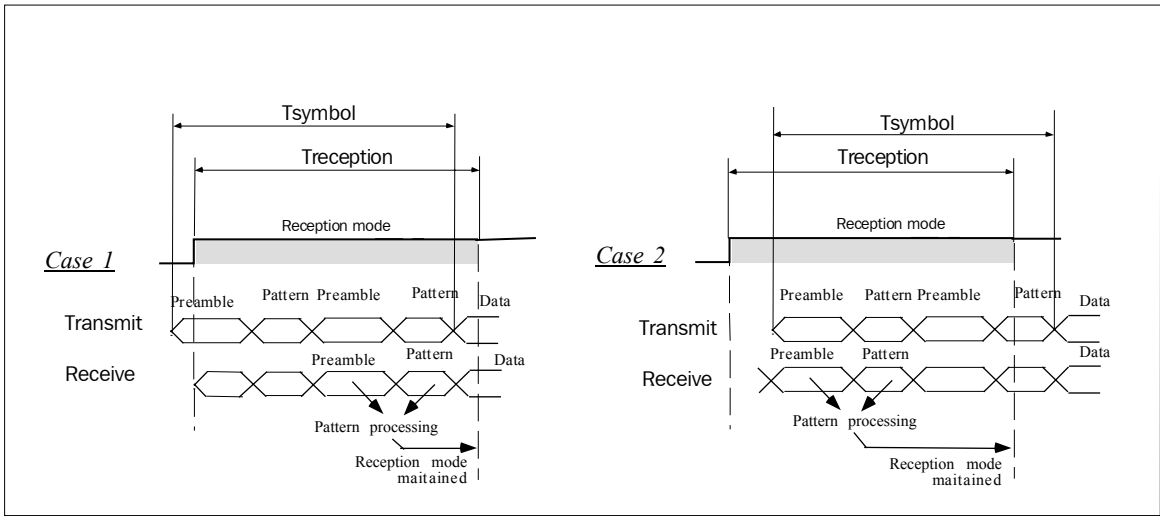 Tsymbol
Treception
Reception mode
Case 1
Preamble Pattern Preamble Pattern Data
Transmit
Preamble Pattern Data
Receive
Pattern processing
Reception mode
maitained
Tsymbol
Treception
Reception mode
Case 2
Preamble Pattern Preamble Pattern Data
Transmit
Preamble Pattern Data
Receive
Pattern processing
Reception mode
maitained